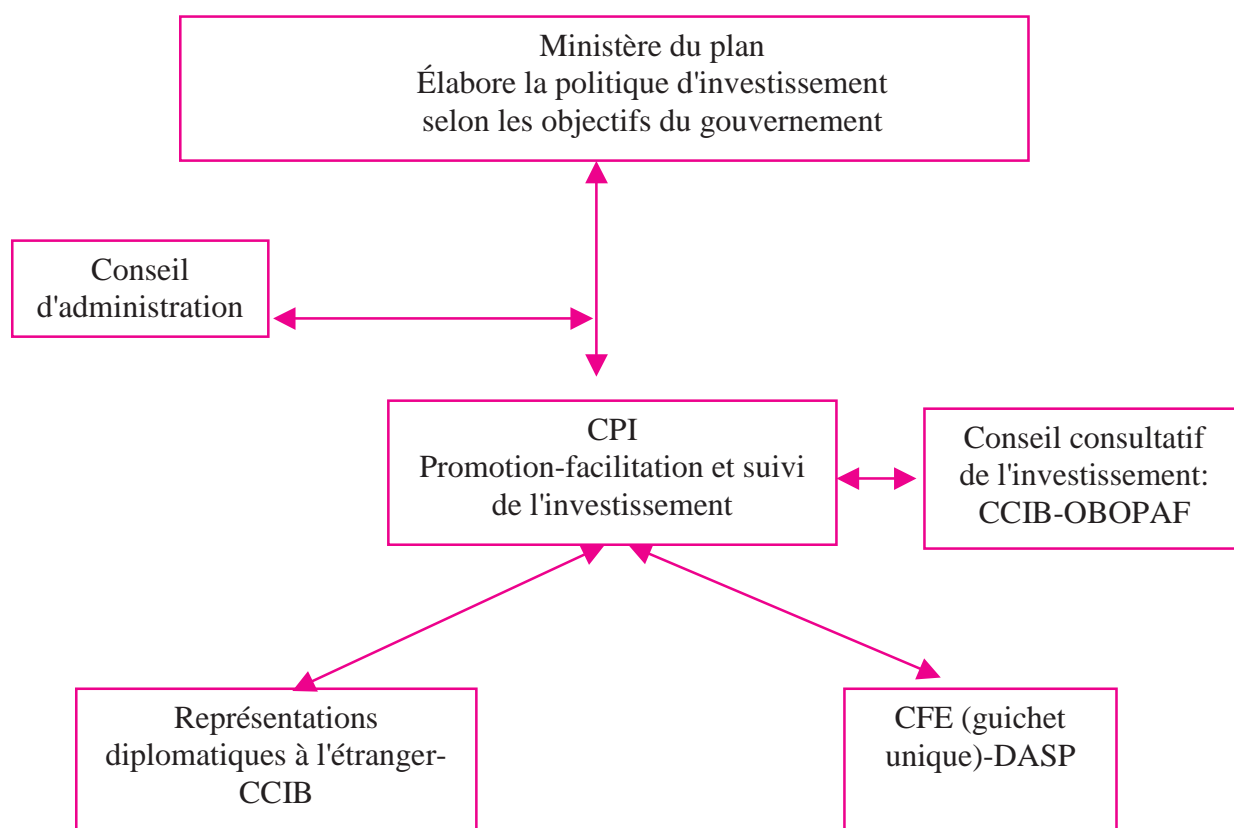 Ministère du plan
Élabore la politique d'investissement
selon les objectifs du gouvernement
Conseil
d'administration
CPI
Promotion-facilitation et suivi
de l'investissement
Conseil consultatif
de l'investissement:
CCIB-OBOPAF
Représentations
diplomatiques à l'étranger-
CCIB
CFE (guichet
unique)-DASP